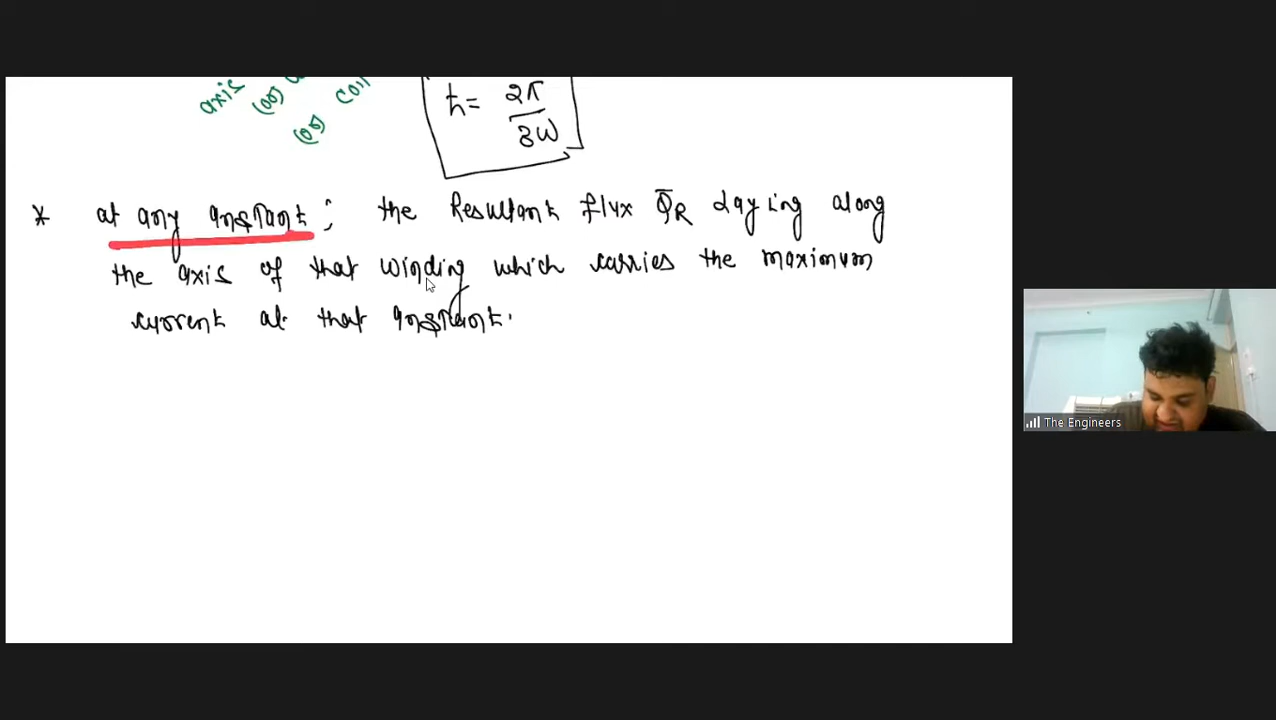 axis
(or)
(or) coil
t₁ = 2π / 3ω
* at any instant; the Resultant flux Φ̄R laying along
the axis of that winding which carries the maximum
current at that instant.
The Engineers